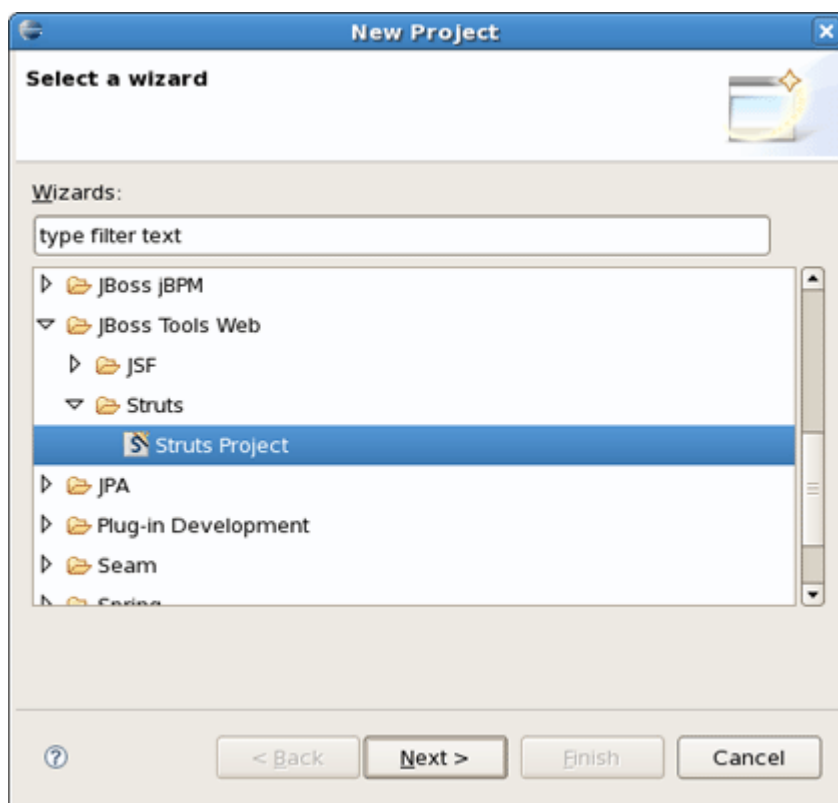 New Project
Select a wizard
Wizards:
type filter text
JBoss jBPM
JBoss Tools Web
JSF
Struts
Struts Project
JPA
Plug-in Development
Seam
Spring
< Back
Next >
Finish
Cancel